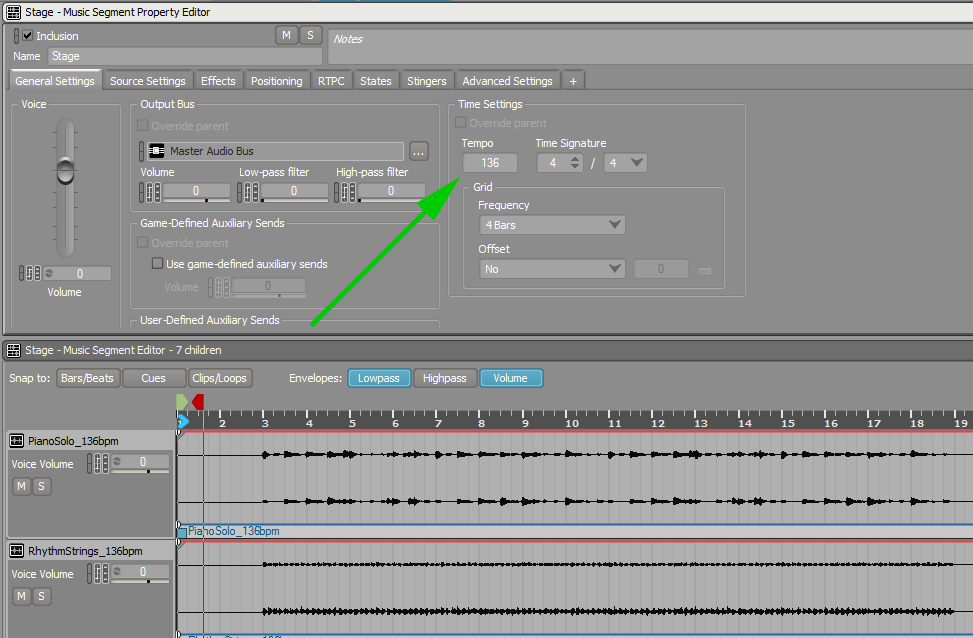 Stage - Music Segment Property Editor
Inclusion
M S
Notes
Name Stage
General Settings Source Settings Effects Positioning RTPC States Stingers Advanced Settings +
Voice
Output Bus
Time Settings
Override parent
Override parent
Tempo Time Signature
Master Audio Bus ...
136 4 / 4
Volume Low-pass filter High-pass filter
0 0 0
Grid
Frequency
4 Bars
Game-Defined Auxiliary Sends
Override parent
Offset
Use game-defined auxiliary sends
No 0 ms
0
Volume 0
Volume
User-Defined Auxiliary Sends
Stage - Music Segment Editor - 7 children
Snap to: Bars/Beats Cues Clips/Loops Envelopes: Lowpass Highpass Volume
2 3 4 5 6 7 8 9 10 11 12 13 14 15 16 17 18 19
PianoSolo_136bpm
Voice Volume 0
M S
PianoSolo_136bpm
RhythmStrings_136bpm
Voice Volume 0
M S